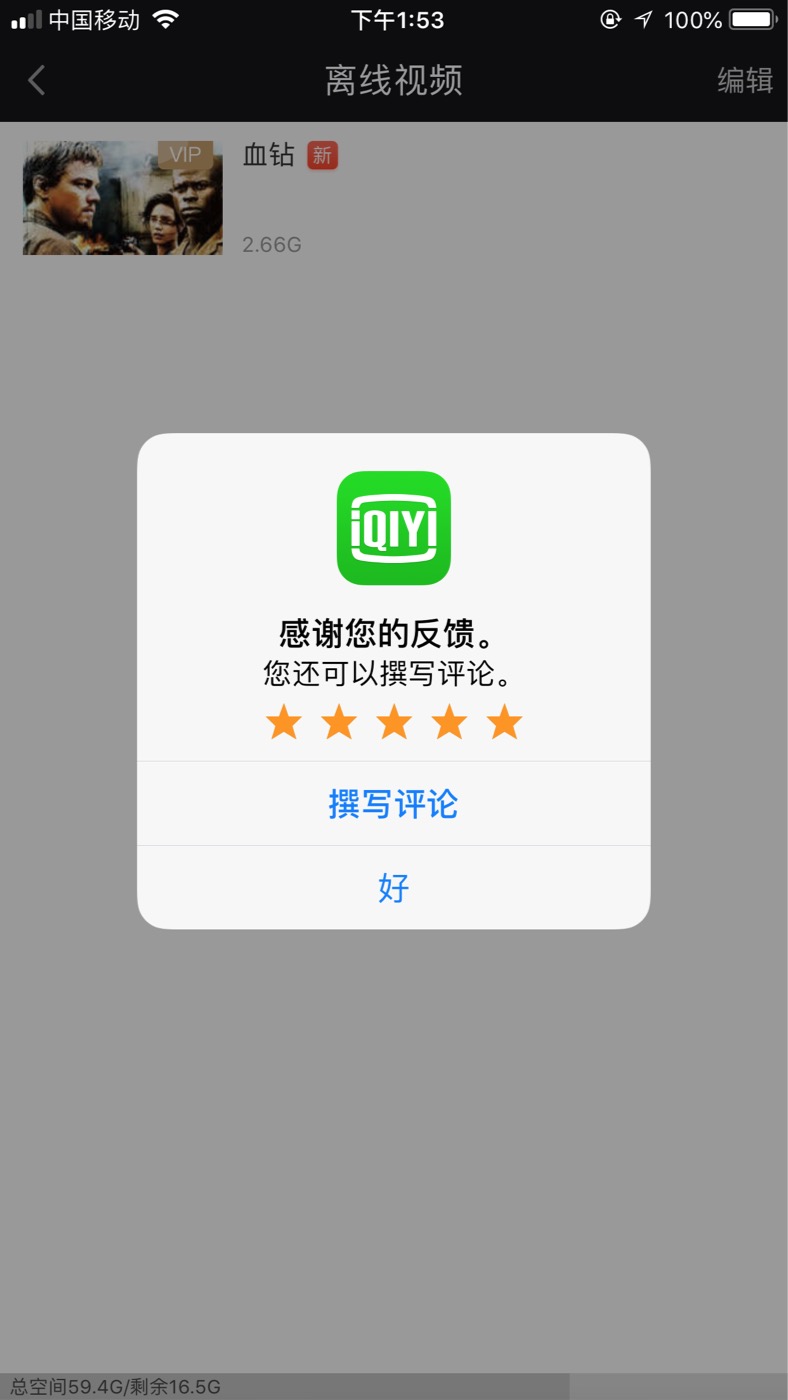 中国移动 下午1:53 100%
离线视频 编辑
VIP 血钻 新
2.66G
iQIYI
感谢您的反馈。
您还可以撰写评论。
撰写评论
好
总空间59.4G/剩余16.5G